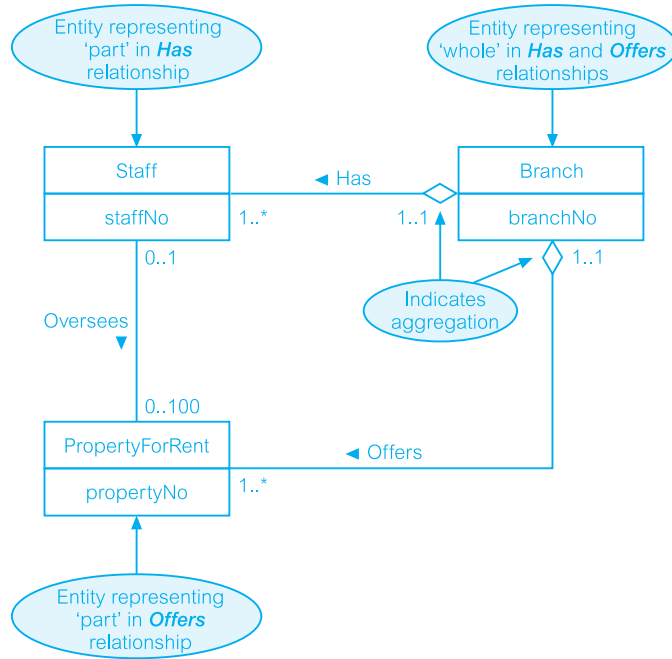 Entity representing
'part' in Has
relationship
Entity representing
'whole' in Has and Offers
relationships
Staff
◄ Has
Branch
staffNo
1..*
1..1
branchNo
0..1
1..1
Indicates
aggregation
Oversees
▼
0..100
PropertyForRent
◄ Offers
propertyNo
1..*
Entity representing
'part' in Offers
relationship